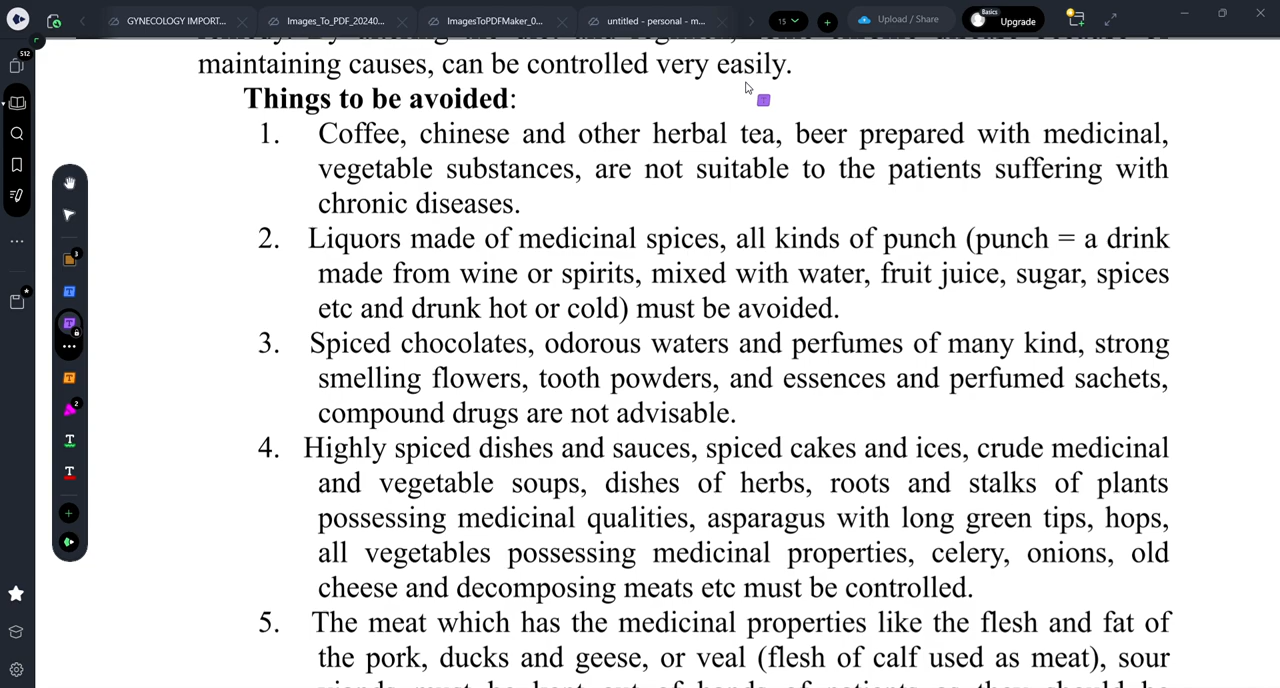 GYNECOLOGY IMPORT...
Images_To_PDF_20240...
ImagesToPDFMaker_0...
untitled - personal - m...
15
Upload / Share
Basics
Upgrade
512
maintaining causes, can be controlled very easily.
Things to be avoided:
1. Coffee, chinese and other herbal tea, beer prepared with medicinal,
vegetable substances, are not suitable to the patients suffering with
chronic diseases.
2. Liquors made of medicinal spices, all kinds of punch (punch = a drink
made from wine or spirits, mixed with water, fruit juice, sugar, spices
etc and drunk hot or cold) must be avoided.
3. Spiced chocolates, odorous waters and perfumes of many kind, strong
smelling flowers, tooth powders, and essences and perfumed sachets,
compound drugs are not advisable.
4. Highly spiced dishes and sauces, spiced cakes and ices, crude medicinal
and vegetable soups, dishes of herbs, roots and stalks of plants
possessing medicinal qualities, asparagus with long green tips, hops,
all vegetables possessing medicinal properties, celery, onions, old
cheese and decomposing meats etc must be controlled.
5. The meat which has the medicinal properties like the flesh and fat of
the pork, ducks and geese, or veal (flesh of calf used as meat), sour